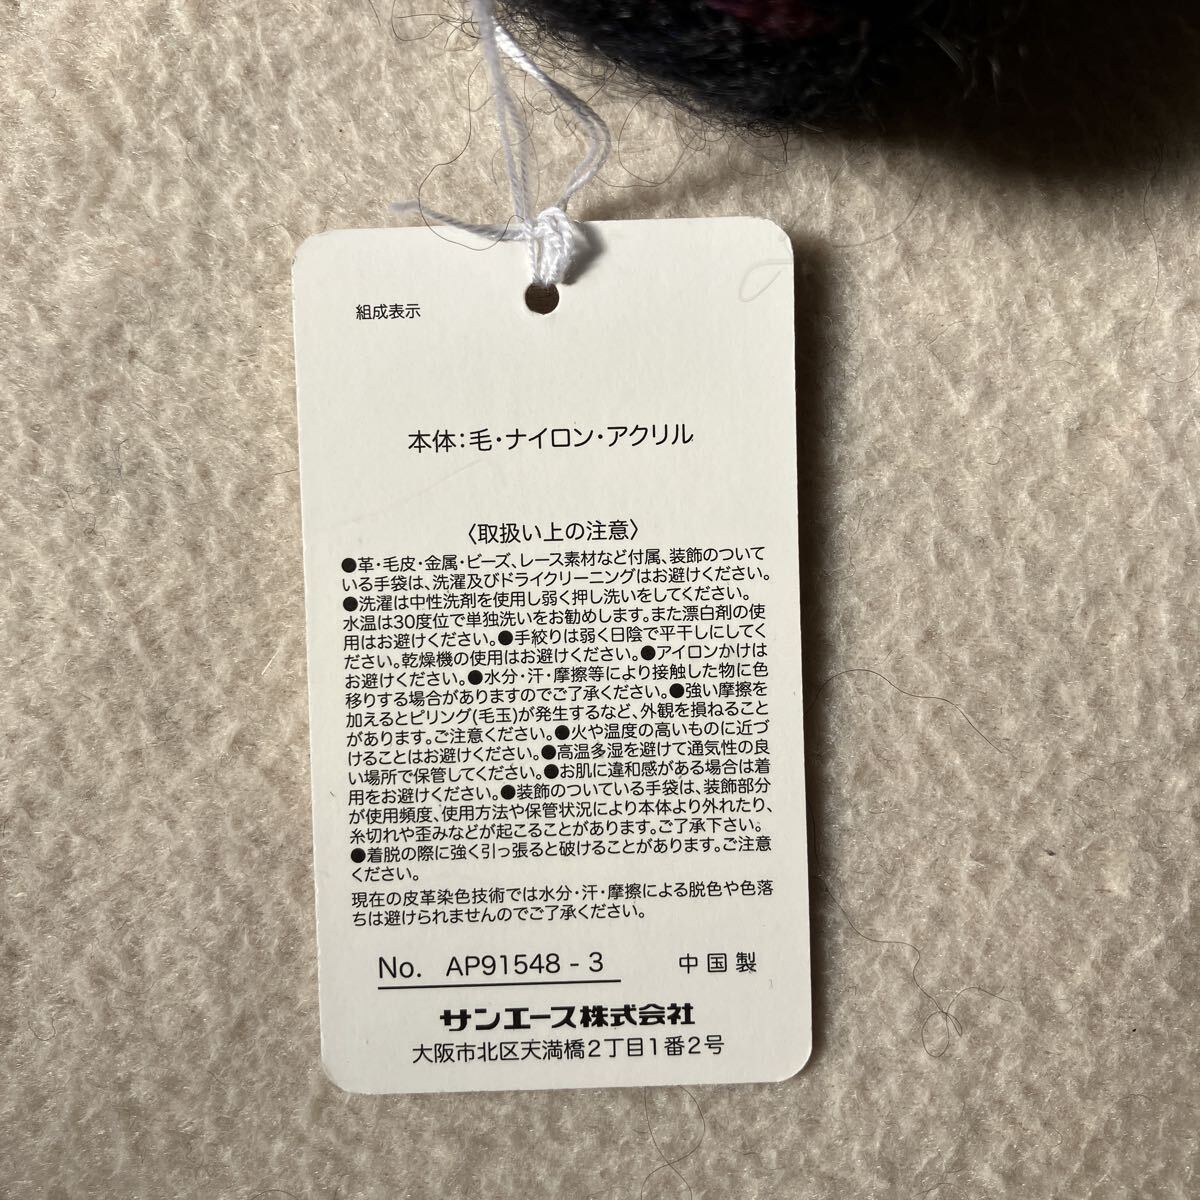 組成表示
本体:毛・ナイロン・アクリル
〈取扱い上の注意〉
●革・毛皮・金属・ビーズ、レース素材など付属、装飾のついて
いる手袋は、洗濯及びドライクリーニングはお避けください。
●洗濯は中性洗剤を使用し弱く押し洗いをしてください。
水温は30度位で単独洗いをお勧めします。また漂白剤の使
用はお避けください。●手絞りは弱く日陰で平干しにしてく
ださい。乾燥機の使用はお避けください。●アイロンかけは
お避けください。●水分・汗・摩擦等により接触した物に色
移りする場合がありますのでご了承ください。●強い摩擦を
加えるとピリング(毛玉)が発生するなど、外観を損ねること
があります。ご注意ください。●火や温度の高いものに近づ
けることはお避けください。●高温多湿を避けて通気性の良
い場所で保管してください。●お肌に違和感がある場合は着
用をお避けください。●装飾のついている手袋は、装飾部分
が使用頻度、使用方法や保管状況により本体より外れたり、
糸切れや歪みなどが起こることがあります。ご了承下さい。
●着脱の際に強く引っ張ると破けることがあります。ご注意
ください。
現在の皮革染色技術では水分・汗・摩擦による脱色や色落
ちは避けられませんのでご了承ください。
No. AP91548-3 中国製
サンエース株式会社
大阪市北区天満橋2丁目1番2号